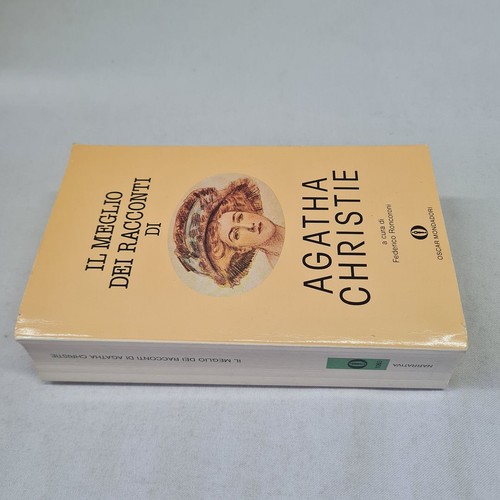 IL MEGLIO
DEI RACCONTI
DI
AGATHA
CHRISTIE
a cura di
Federico Roncoroni
OSCAR MONDADORI
IL MEGLIO DEI RACCONTI DI AGATHA CHRISTIE
NARRATIVA